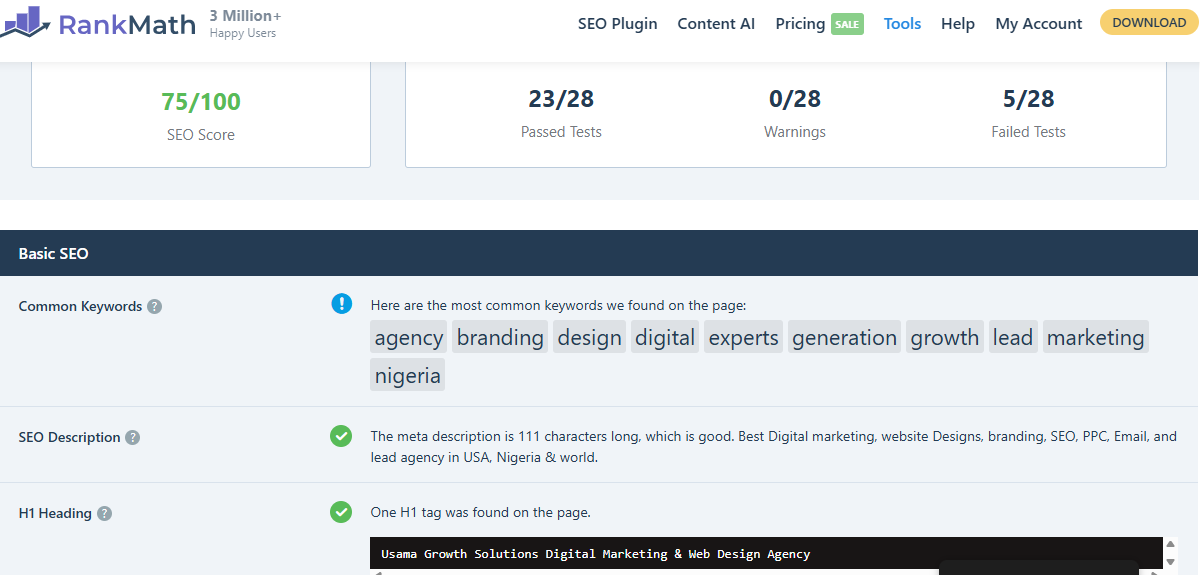 RankMath
3 Million+
Happy Users
SEO Plugin Content AI Pricing SALE Tools Help My Account DOWNLOAD
75/100
SEO Score
23/28
Passed Tests
0/28
Warnings
5/28
Failed Tests
Basic SEO
Common Keywords ?
Here are the most common keywords we found on the page:
agency branding design digital experts generation growth lead marketing
nigeria
SEO Description ?
The meta description is 111 characters long, which is good. Best Digital marketing, website Designs, branding, SEO, PPC, Email, and
lead agency in USA, Nigeria & world.
H1 Heading ?
One H1 tag was found on the page.
Usama Growth Solutions Digital Marketing & Web Design Agency